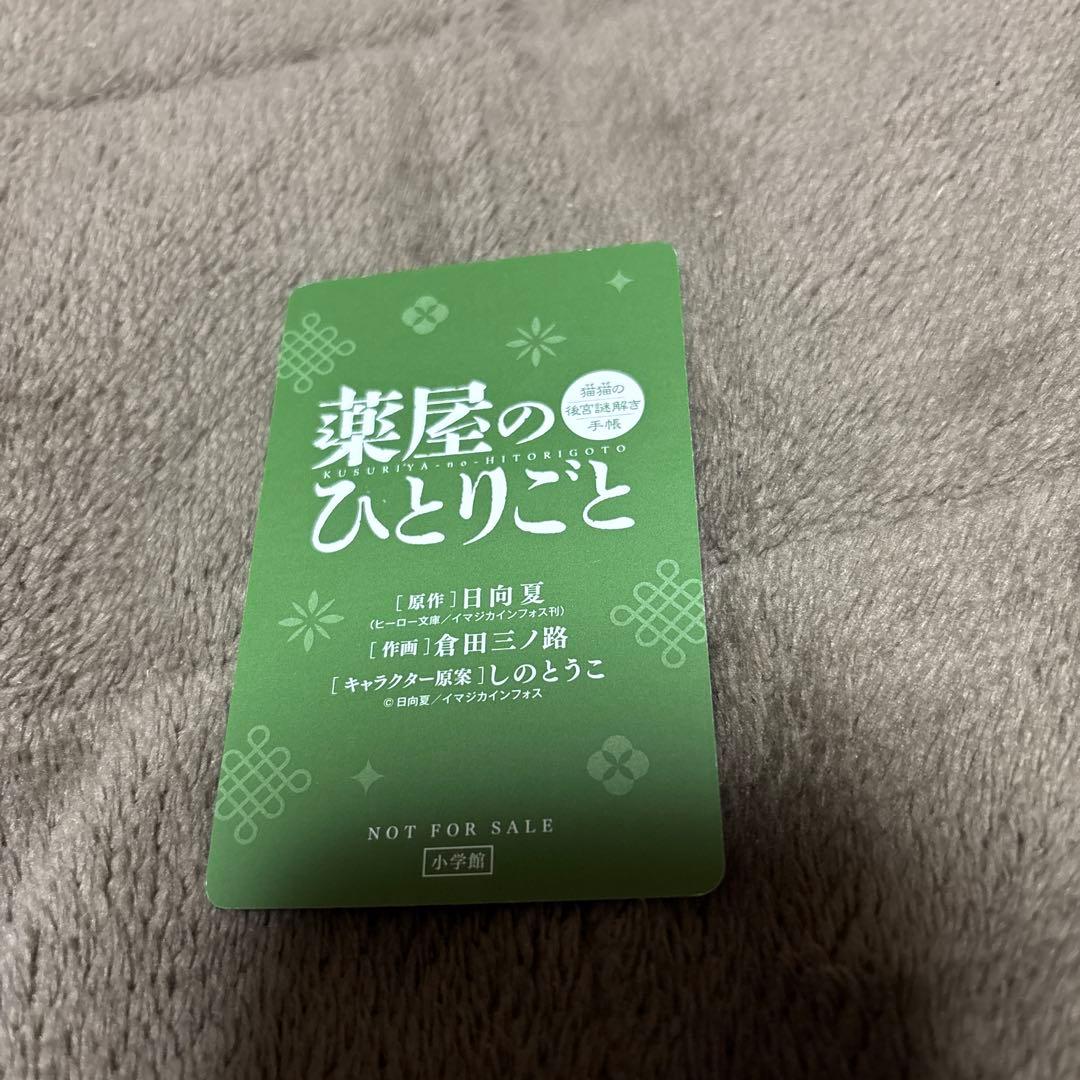 薬屋の
猫猫の
後宮謎解き
手帳
KUSURIYA-no-HITORIGOTO
ひとりごと
[原作]日向夏
(ヒーロー文庫/イマジカインフォス刊)
[作画]倉田三ノ路
[キャラクター原案]しのとうこ
©日向夏/イマジカインフォス
NOT FOR SALE
小学館